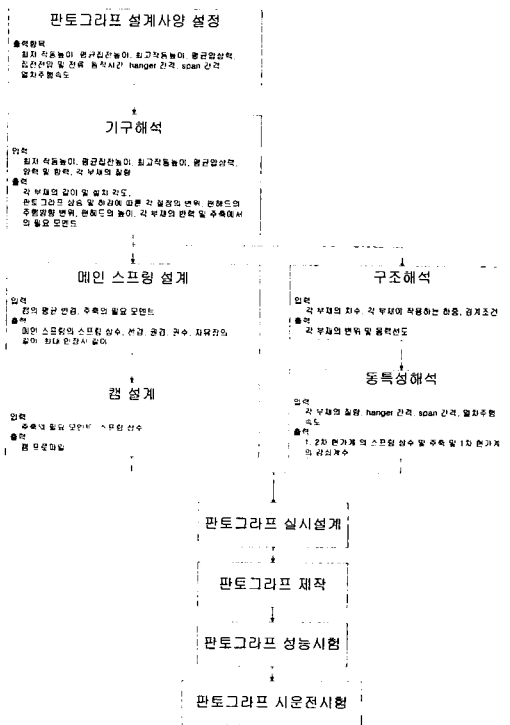 판토그라프 설계사양 설정
출력항목
최저 작동높이, 평균집전높이, 최고작동높이, 평균압상력,
집전전압 및 전류, 동작시간, hanger 간격, span 간격
열차주행속도
기구해석
입력
최저 작동높이, 평균집전높이, 최고작동높이, 평균압상력,
양력 및 항력, 각 부재의 질량
출력
각 부재의 길이 및 설치 각도,
판토그라프 상승 및 하강에 따른 각 절점의 변위, 팬헤드의
주행방향 변위, 팬헤드의 높이, 각 부재의 반력 및 주축에서
의 필요 모멘트
메인 스프링 설계
입력
캠의 평균 반경, 주축의 필요 모멘트
출력
메인 스프링의 스프링 상수, 선경, 권경, 권수, 자유장의
길이, 최대 인장시 길이
캠 설계
입력
주축의 필요 모멘트, 스프링 상수
출력
캠 프로파일
구조해석
입력
각 부재의 치수, 각 부재에 작용하는 하중, 경계조건
출력
각 부재의 변위 및 응력선도
동특성해석
입력
각 부재의 질량, hanger 간격, span 간격, 열차주행
속도
출력
1, 2차 현가계의 스프링 상수 및 주축 및 1차 현가계
의 감쇠계수
판토그라프 실시설계
판토그라프 제작
판토그라프 성능시험
판토그라프 시운전시험